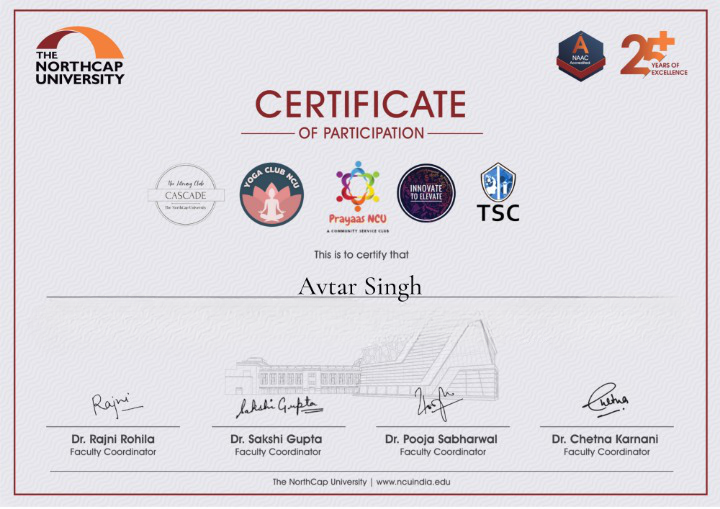 THE
NORTHCAP
UNIVERSITY
NAAC
Accredited
25+
YEARS OF
EXCELLENCE
CERTIFICATE
OF PARTICIPATION
The Literary Club
CASCADE
The NorthCap University
YOGA CLUB NCU
Prayaas NCU
A COMMUNITY SERVICE CLUB
INNOVATE
TO ELEVATE
TSC
This is to certify that
Avtar Singh
Rajni
Sakshi Gupta
Chetna
Dr. Rajni Rohila
Faculty Coordinator
Dr. Sakshi Gupta
Faculty Coordinator
Dr. Pooja Sabharwal
Faculty Coordinator
Dr. Chetna Karnani
Faculty Coordinator
The NorthCap University | www.ncuindia.edu